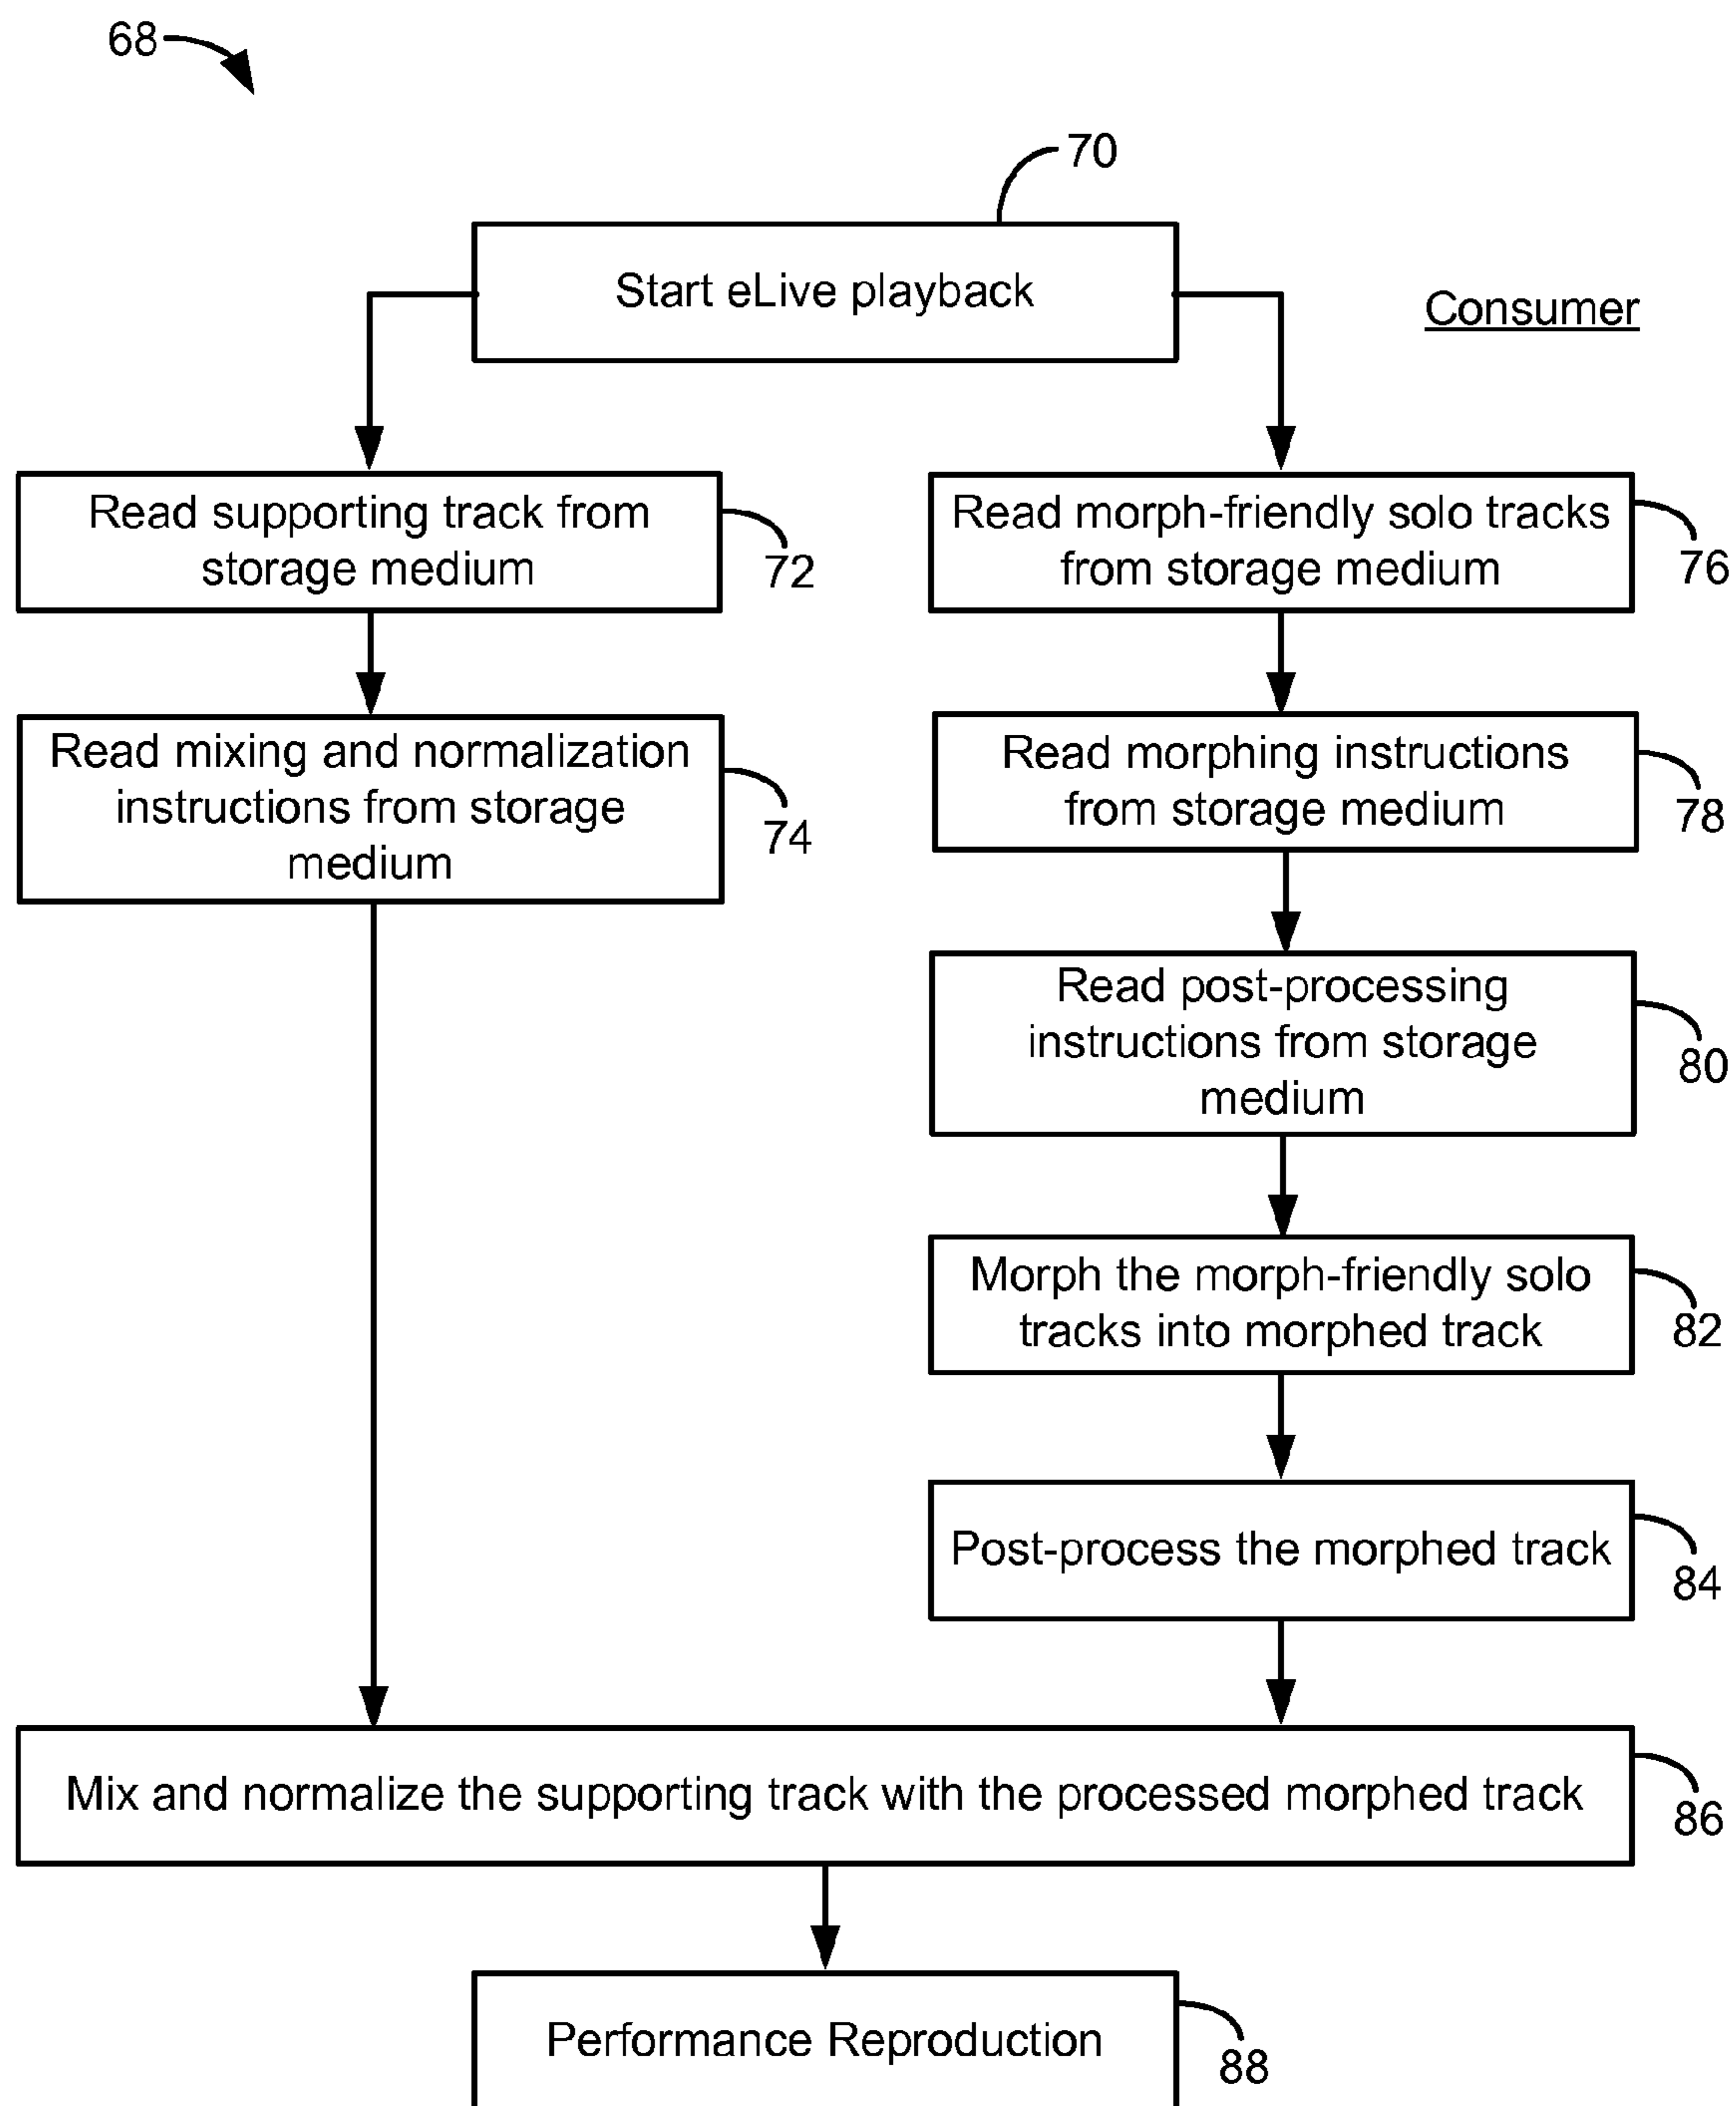 68
70
Start eLive playback
Consumer
Read supporting track from
storage medium
72
Read morph-friendly solo tracks
from storage medium
76
Read mixing and normalization
instructions from storage
medium
74
Read morphing instructions
from storage medium
78
Read post-processing
instructions from storage
medium
80
Morph the morph-friendly solo
tracks into morphed track
82
Post-process the morphed track
84
Mix and normalize the supporting track with the processed morphed track
86
Performance Reproduction
88